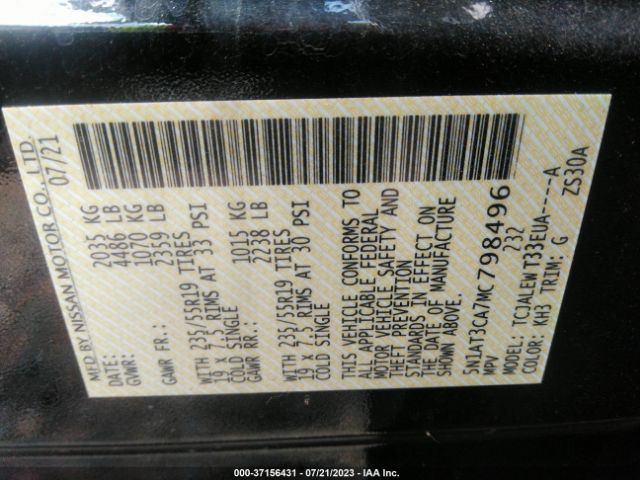 MFD BY NISSAN MOTOR CO., LTD.
DATE: 07/21
GVWR: 2035 KG
4486 LB
GAWR FR.: 1070 KG
2359 LB
WITH 235/55R19 TIRES
19 x 7.5 RIMS AT 33 PSI
COLD SINGLE
GAWR RR.: 1015 KG
2238 LB
WITH 235/55R19 TIRES
19 x 7.5 RIMS AT 30 PSI
COLD SINGLE
THIS VEHICLE CONFORMS TO
ALL APPLICABLE FEDERAL
MOTOR VEHICLE SAFETY AND
THEFT PREVENTION
STANDARDS IN EFFECT ON
THE DATE OF MANUFACTURE
SHOWN ABOVE.
5N1AT3CA7MC798496
MPV 232
TCJALEW T33EUA----A
COLOR: KH3 TRIM: G ZS30A
000-37156431 - 07/21/2023 - IAA Inc.